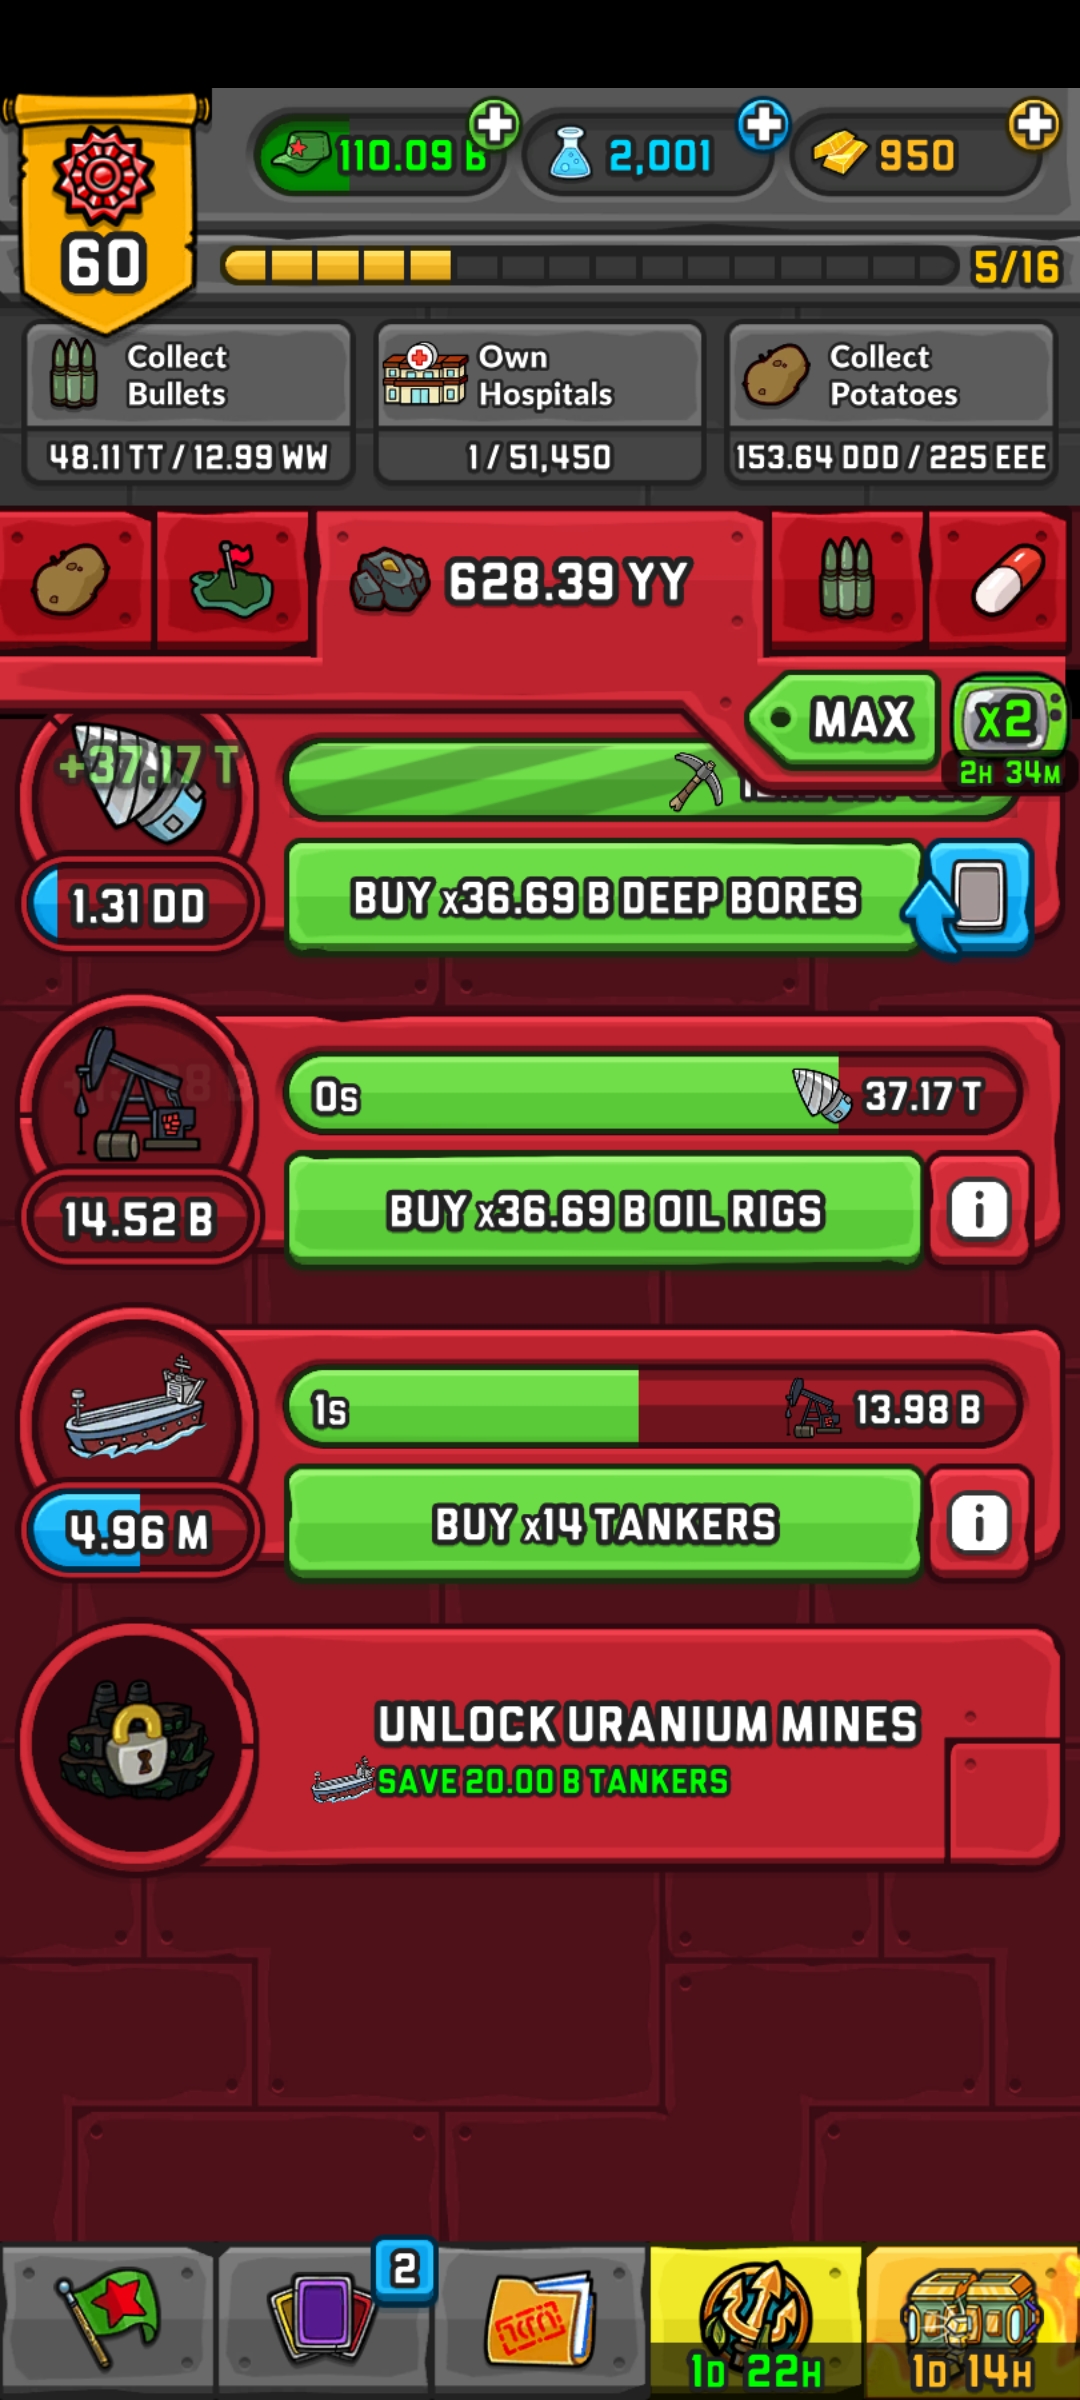 60
110.09 B
2,001
950
5/16
Collect
Bullets
48.11 TT / 12.99 WW
Own
Hospitals
1 / 51,450
Collect
Potatoes
153.64 DDD / 225 EEE
628.39 YY
MAX
x2
2H 34M
+37.17 T
1.31 DD
BUY x36.69 B DEEP BORES
0s
37.17 T
14.52 B
BUY x36.69 B OIL RIGS
i
1s
13.98 B
4.96 M
BUY x14 TANKERS
i
UNLOCK URANIUM MINES
SAVE 20.00 B TANKERS
2
1D 22H
1D 14H